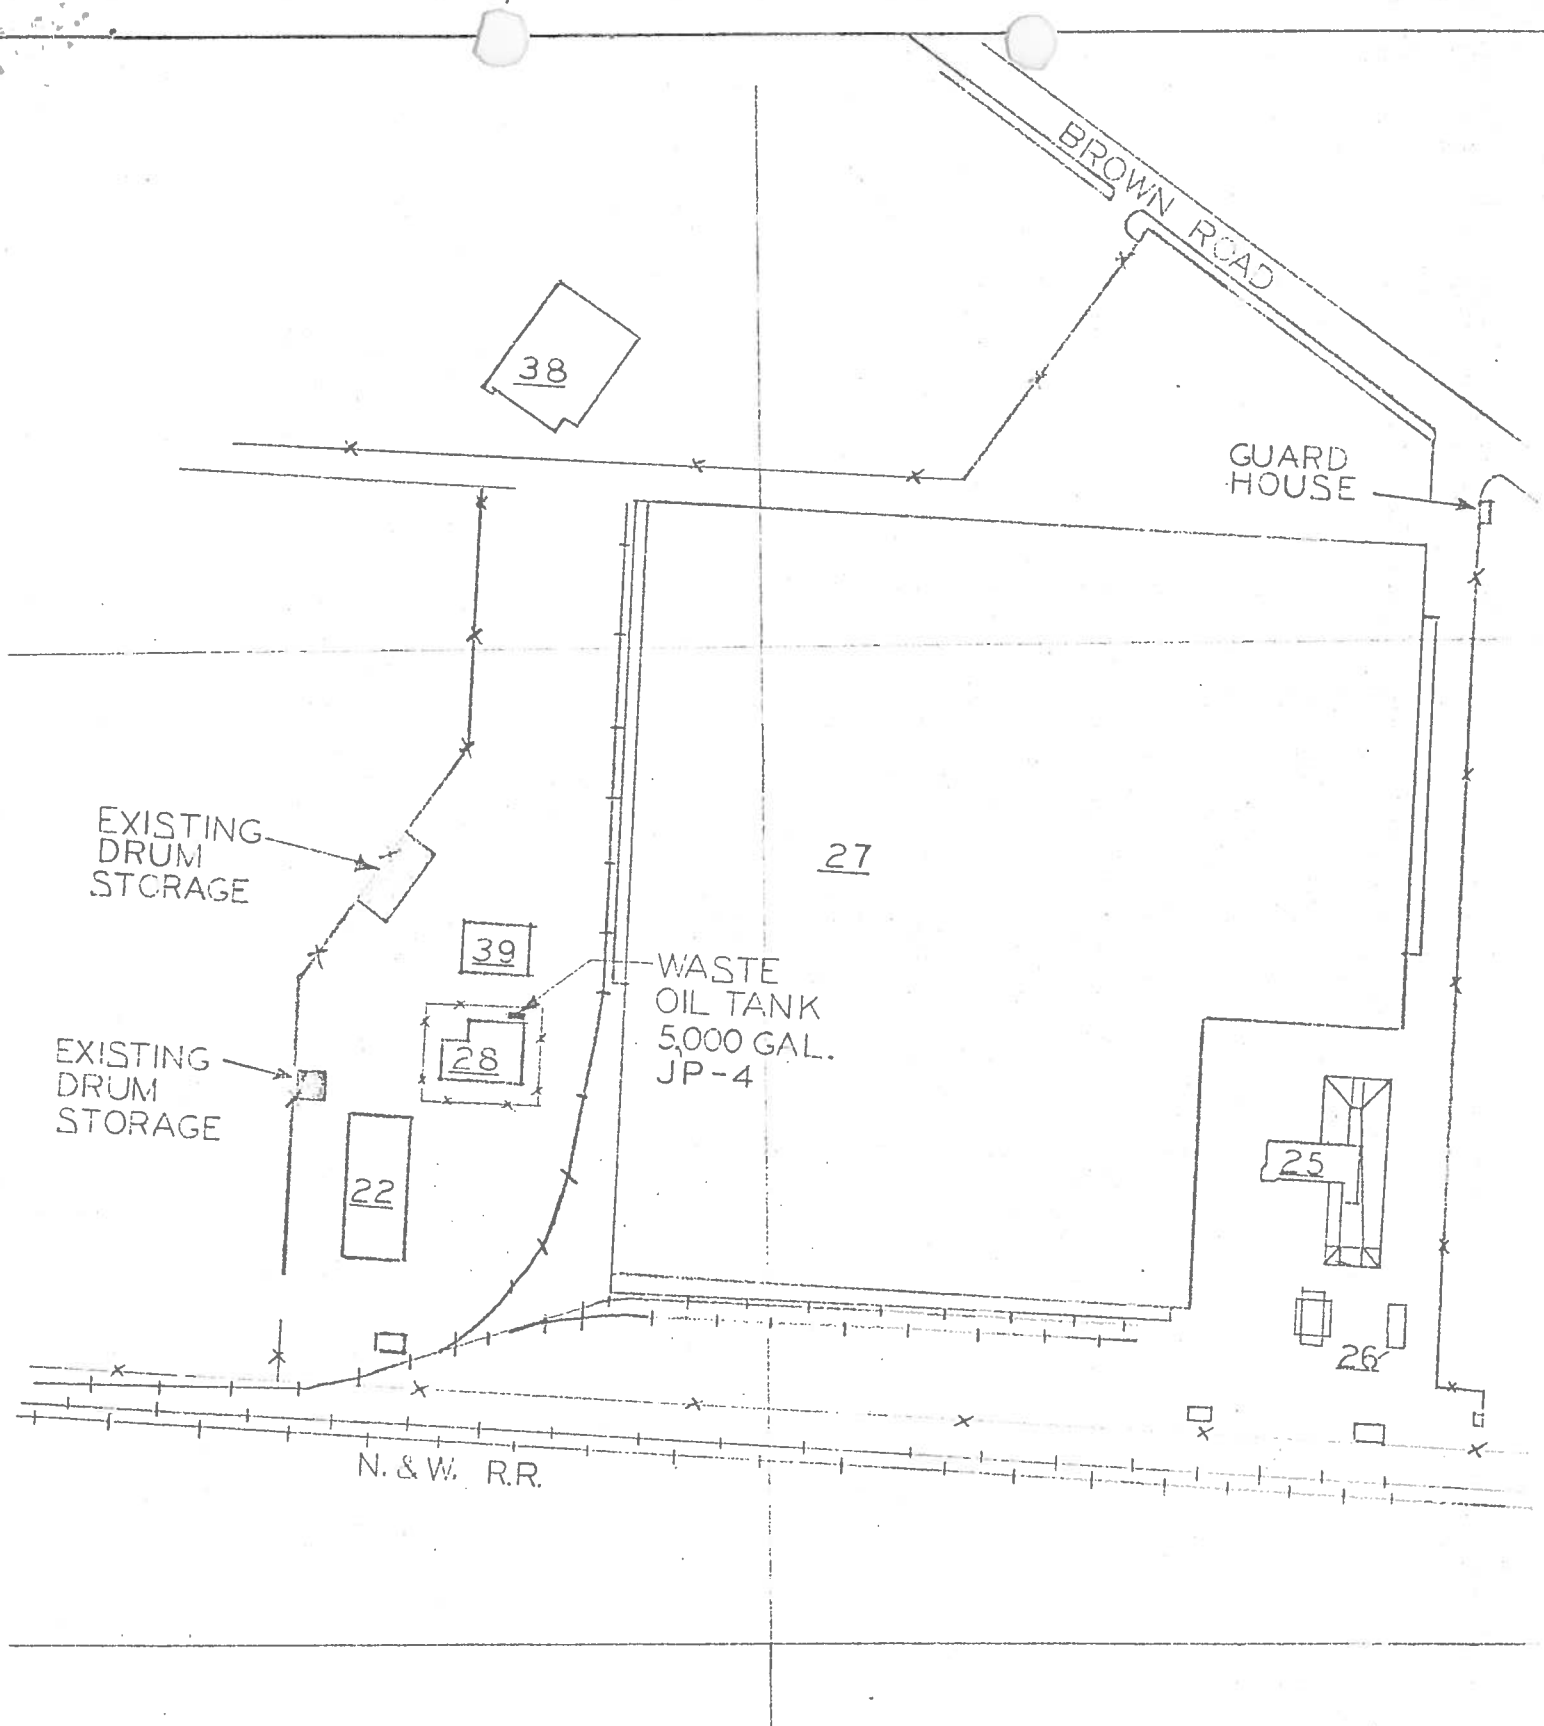 BROWN ROAD
38
GUARD
HOUSE
EXISTING
DRUM
STORAGE
27
39
WASTE
OIL TANK
5,000 GAL.
JP-4
28
EXISTING
DRUM
STORAGE
22
25
26
N. & W. R.R.